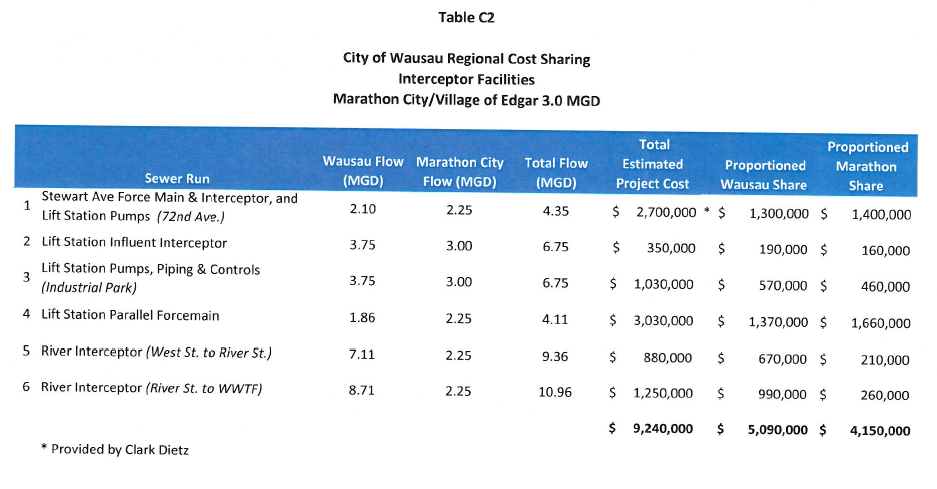 Table C2
City of Wausau Regional Cost Sharing
Interceptor Facilities
Marathon City/Village of Edgar 3.0 MGD
Sewer Run Wausau Flow (MGD) Marathon City Flow (MGD) Total Flow (MGD) Total Estimated Project Cost Proportioned Wausau Share Proportioned Marathon Share
1 Stewart Ave Force Main & Interceptor, and Lift Station Pumps (72nd Ave.) 2.10 2.25 4.35 $ 2,700,000 * $ 1,300,000 $ 1,400,000
2 Lift Station Influent Interceptor 3.75 3.00 6.75 $ 350,000 $ 190,000 $ 160,000
3 Lift Station Pumps, Piping & Controls (Industrial Park) 3.75 3.00 6.75 $ 1,030,000 $ 570,000 $ 460,000
4 Lift Station Parallel Forcemain 1.86 2.25 4.11 $ 3,030,000 $ 1,370,000 $ 1,660,000
5 River Interceptor (West St. to River St.) 7.11 2.25 9.36 $ 880,000 $ 670,000 $ 210,000
6 River Interceptor (River St. to WWTF) 8.71 2.25 10.96 $ 1,250,000 $ 990,000 $ 260,000
$ 9,240,000 $ 5,090,000 $ 4,150,000
* Provided by Clark Dietz